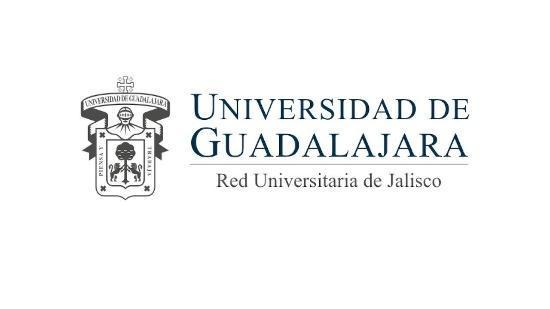 UNIVERSIDAD DE GUADALAJARA
PIENSA Y
TRABAJA
UNIVERSIDAD DE
GUADALAJARA
Red Universitaria de Jalisco